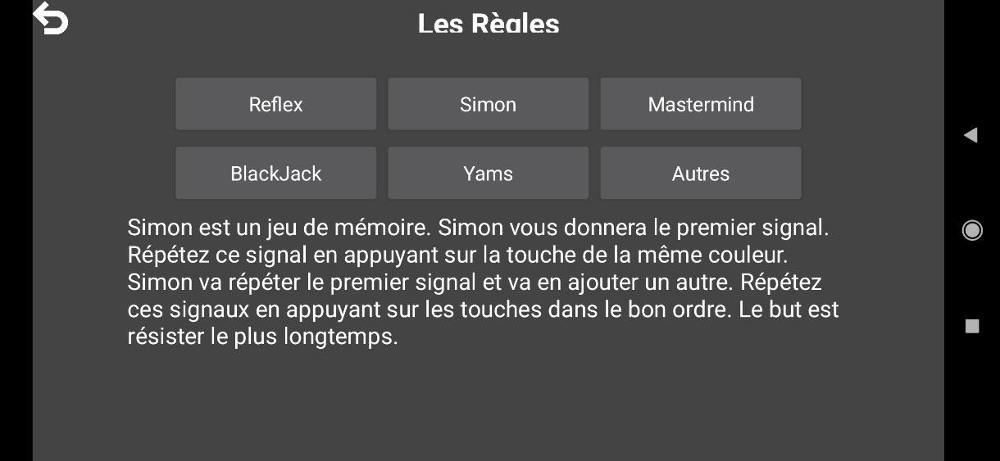 Les Règles
Reflex
Simon
Mastermind
BlackJack
Yams
Autres
Simon est un jeu de mémoire. Simon vous donnera le premier signal.
Répétez ce signal en appuyant sur la touche de la même couleur.
Simon va répéter le premier signal et va en ajouter un autre. Répétez
ces signaux en appuyant sur les touches dans le bon ordre. Le but est
résister le plus longtemps.